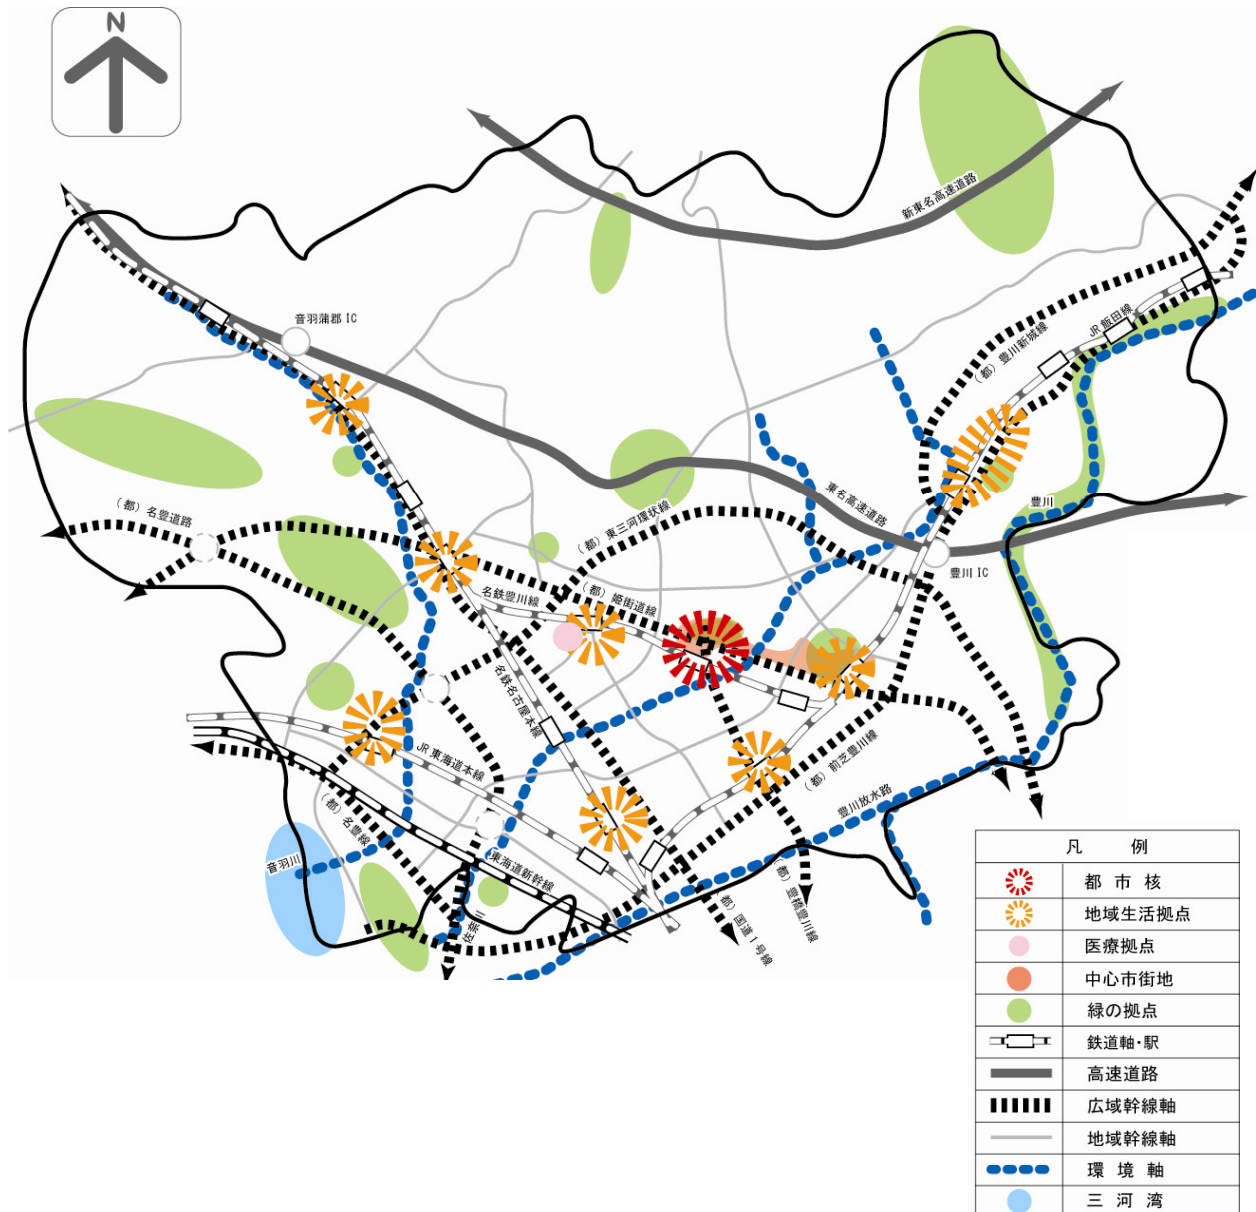 N
新東名高速道路
音羽蒲郡 IC
JR 飯田線
（都）豊川新城線
（都）名豊道路
（都）東三河環状線
東名高速道路
豊川
豊川 IC
（都）姫街道線
名鉄豊川線
名鉄名古屋本線
JR 東海道本線
（都）前芝豊川線
豊川放水路
（都）名豊線
音羽川
東海道新幹線
佐奈川
（都）国道１号線
（都）豊橋豊川線
凡　例
都 市 核
地域生活拠点
医療拠点
中心市街地
緑の拠点
鉄道軸・駅
高速道路
広域幹線軸
地域幹線軸
環 境 軸
三 河 湾